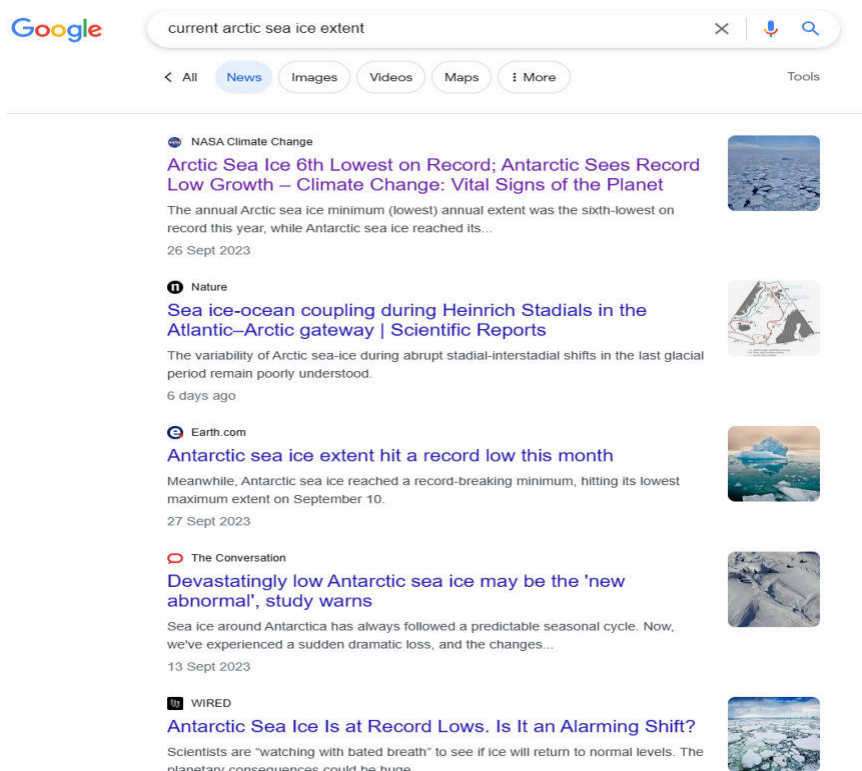 Google
current arctic sea ice extent
All
News
Images
Videos
Maps
More
Tools
NASA Climate Change
Arctic Sea Ice 6th Lowest on Record; Antarctic Sees Record
Low Growth – Climate Change: Vital Signs of the Planet
The annual Arctic sea ice minimum (lowest) annual extent was the sixth-lowest on
record this year, while Antarctic sea ice reached its...
26 Sept 2023
Nature
Sea ice-ocean coupling during Heinrich Stadials in the
Atlantic–Arctic gateway | Scientific Reports
The variability of Arctic sea-ice during abrupt stadial-interstadial shifts in the last glacial
period remain poorly understood.
6 days ago
Earth.com
Antarctic sea ice extent hit a record low this month
Meanwhile, Antarctic sea ice reached a record-breaking minimum, hitting its lowest
maximum extent on September 10.
27 Sept 2023
The Conversation
Devastatingly low Antarctic sea ice may be the 'new
abnormal', study warns
Sea ice around Antarctica has always followed a predictable seasonal cycle. Now,
we've experienced a sudden dramatic loss, and the changes...
13 Sept 2023
WIRED
Antarctic Sea Ice Is at Record Lows. Is It an Alarming Shift?
Scientists are “watching with bated breath” to see if ice will return to normal levels. The
planetary consequences could be huge